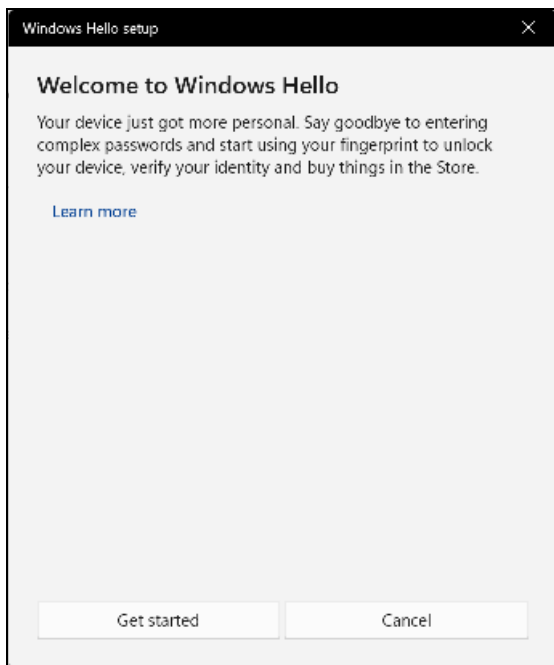 Windows Hello setup
Welcome to Windows Hello
Your device just got more personal. Say goodbye to entering
complex passwords and start using your fingerprint to unlock
your device, verify your identity and buy things in the Store.
Learn more
Get started
Cancel